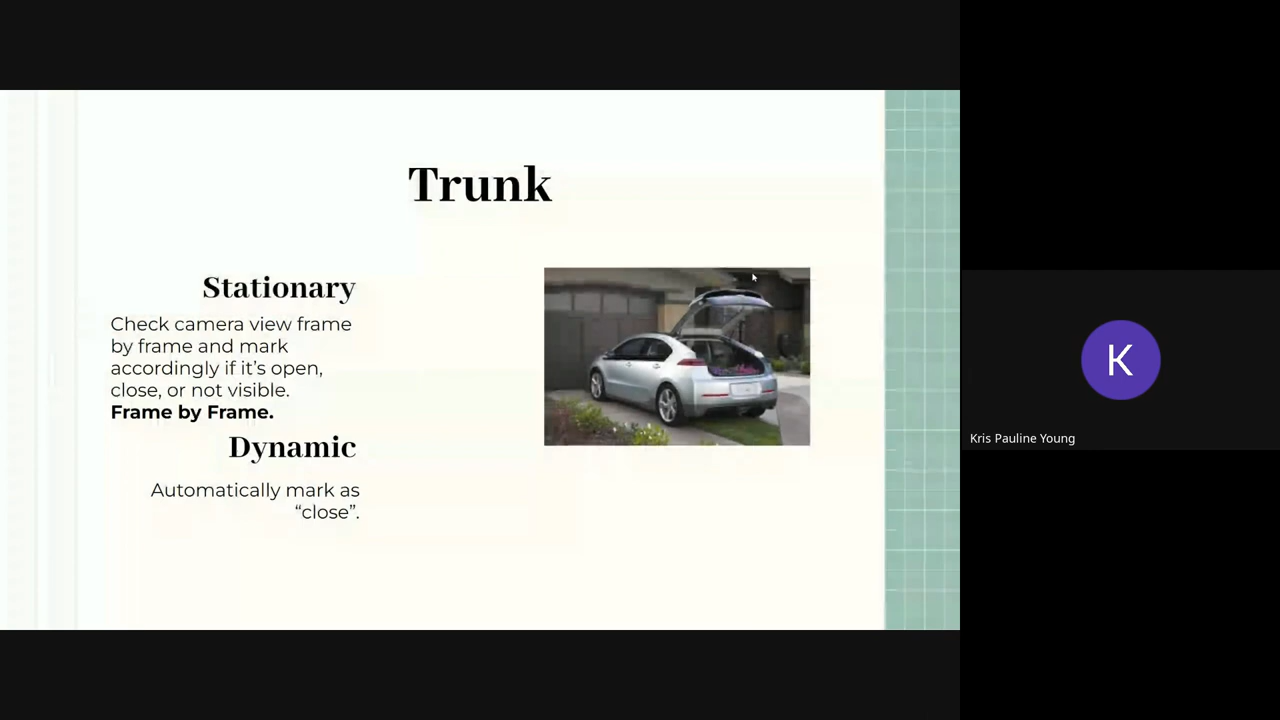 Trunk
Stationary
Check camera view frame
by frame and mark
accordingly if it's open,
close, or not visible.
Frame by Frame.
Dynamic
Automatically mark as
“close”.
K
Kris Pauline Young